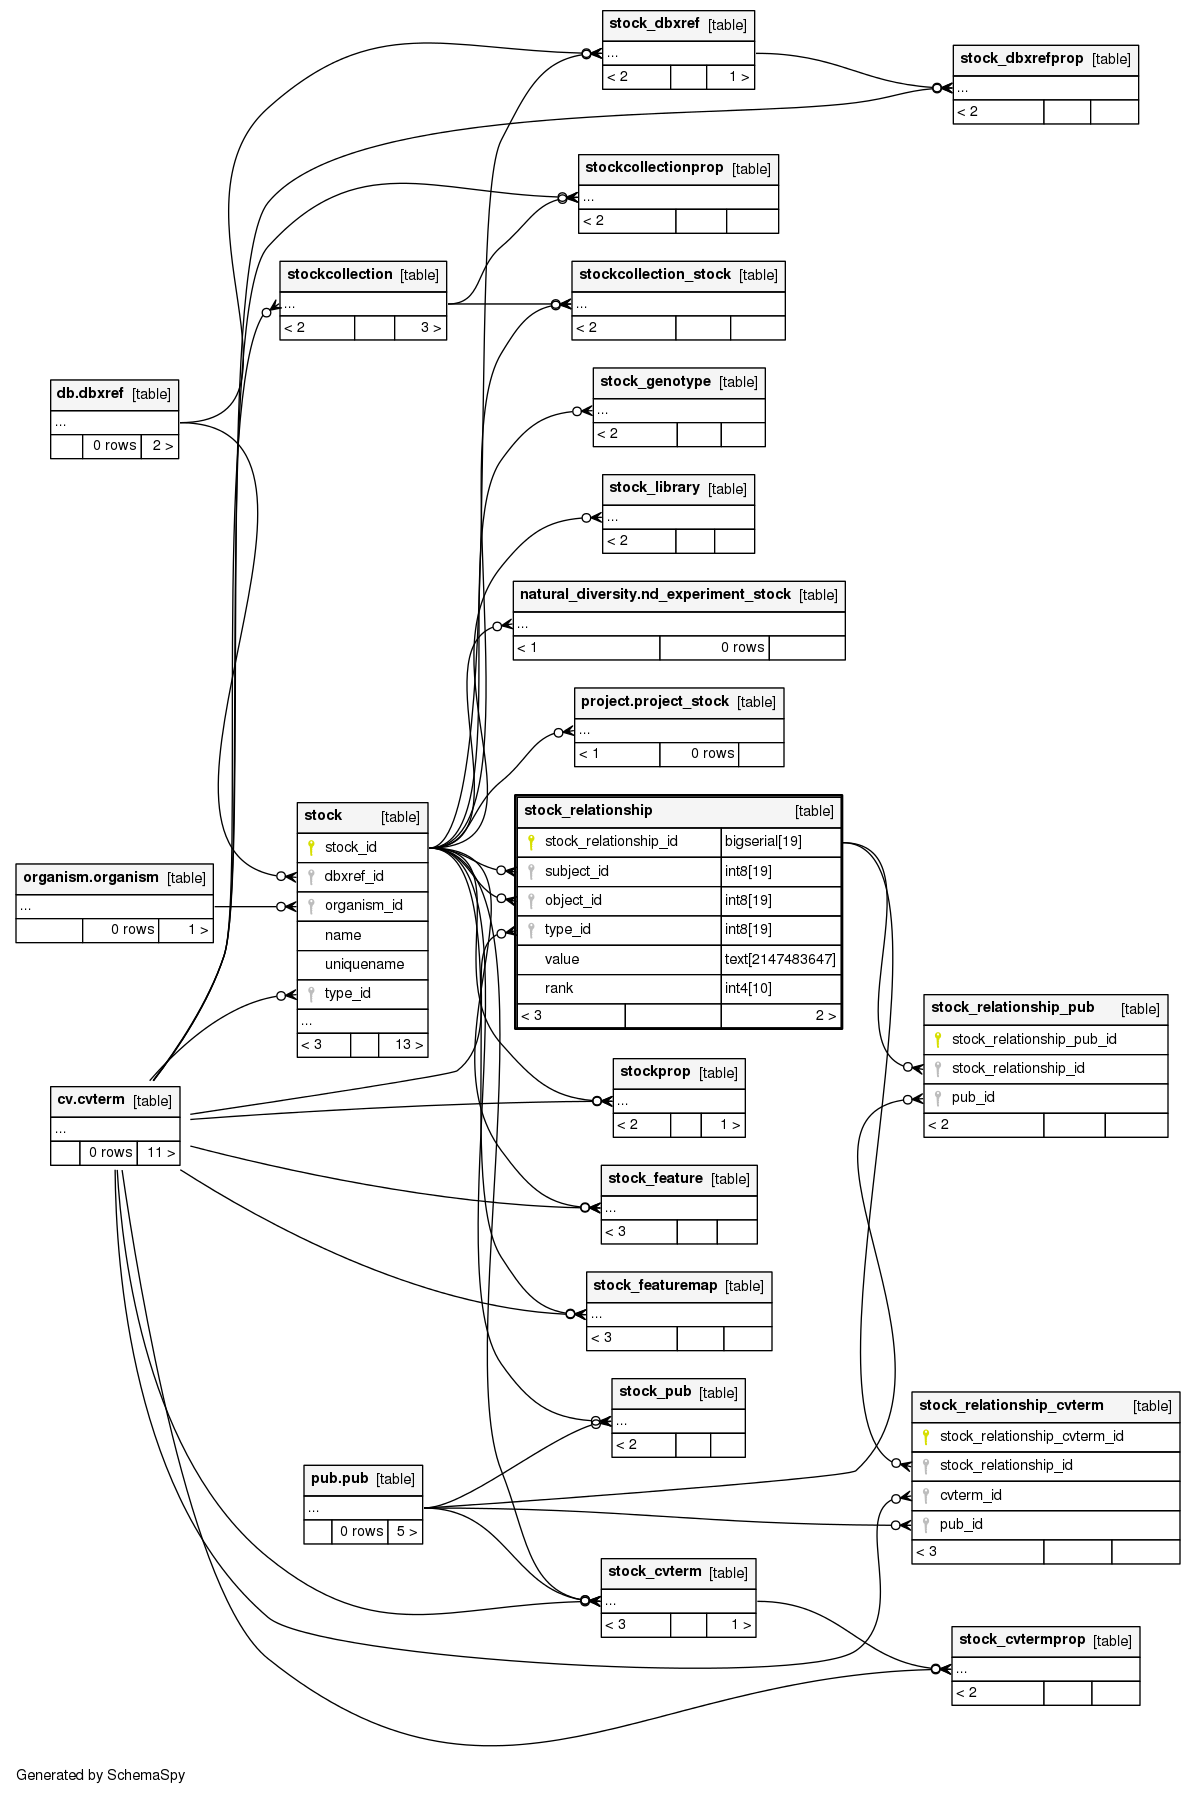 stock_dbxref [table]
...
< 2 1 >
stock_dbxrefprop [table]
...
< 2
stockcollectionprop [table]
...
< 2
stockcollection [table]
...
< 2 3 >
stockcollection_stock [table]
...
< 2
db.dbxref [table]
...
0 rows 2 >
stock_genotype [table]
...
< 2
stock_library [table]
...
< 2
natural_diversity.nd_experiment_stock [table]
...
< 1 0 rows
project.project_stock [table]
...
< 1 0 rows
stock [table]
stock_id
dbxref_id
organism_id
name
uniquename
type_id
...
< 3 13 >
stock_relationship [table]
stock_relationship_id bigserial[19]
subject_id int8[19]
object_id int8[19]
type_id int8[19]
value text[2147483647]
rank int4[10]
< 3 2 >
organism.organism [table]
...
0 rows 1 >
stock_relationship_pub [table]
stock_relationship_pub_id
stock_relationship_id
pub_id
< 2
cv.cvterm [table]
...
0 rows 11 >
stockprop [table]
...
< 2 1 >
stock_feature [table]
...
< 3
stock_featuremap [table]
...
< 3
stock_pub [table]
...
< 2
stock_relationship_cvterm [table]
stock_relationship_cvterm_id
stock_relationship_id
cvterm_id
pub_id
< 3
pub.pub [table]
...
0 rows 5 >
stock_cvterm [table]
...
< 3 1 >
stock_cvtermprop [table]
...
< 2
Generated by SchemaSpy